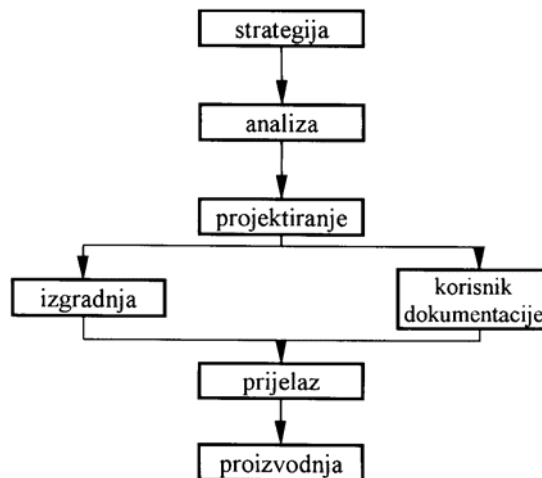 strategija
analiza
projektiranje
izgradnja
korisnik
dokumentacije
prijelaz
proizvodnja